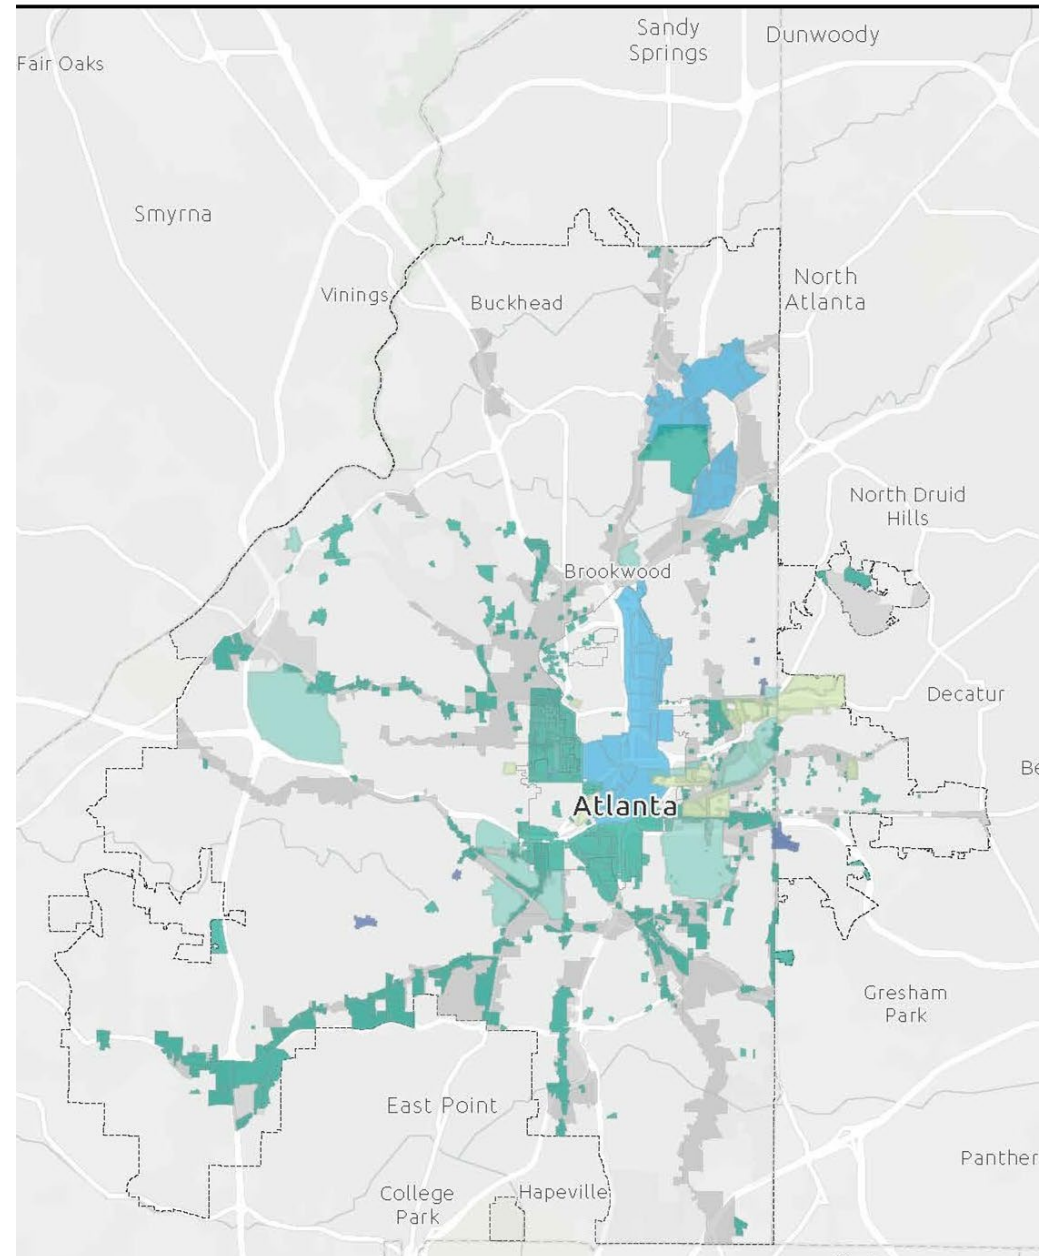 Sandy
Springs
Dunwoody
Fair Oaks
Smyrna
North
Atlanta
Vinings
Buckhead
North Druid
Hills
Brookwood
Decatur
Be
Atlanta
Gresham
Park
East Point
Panther
College
Park
Hapeville